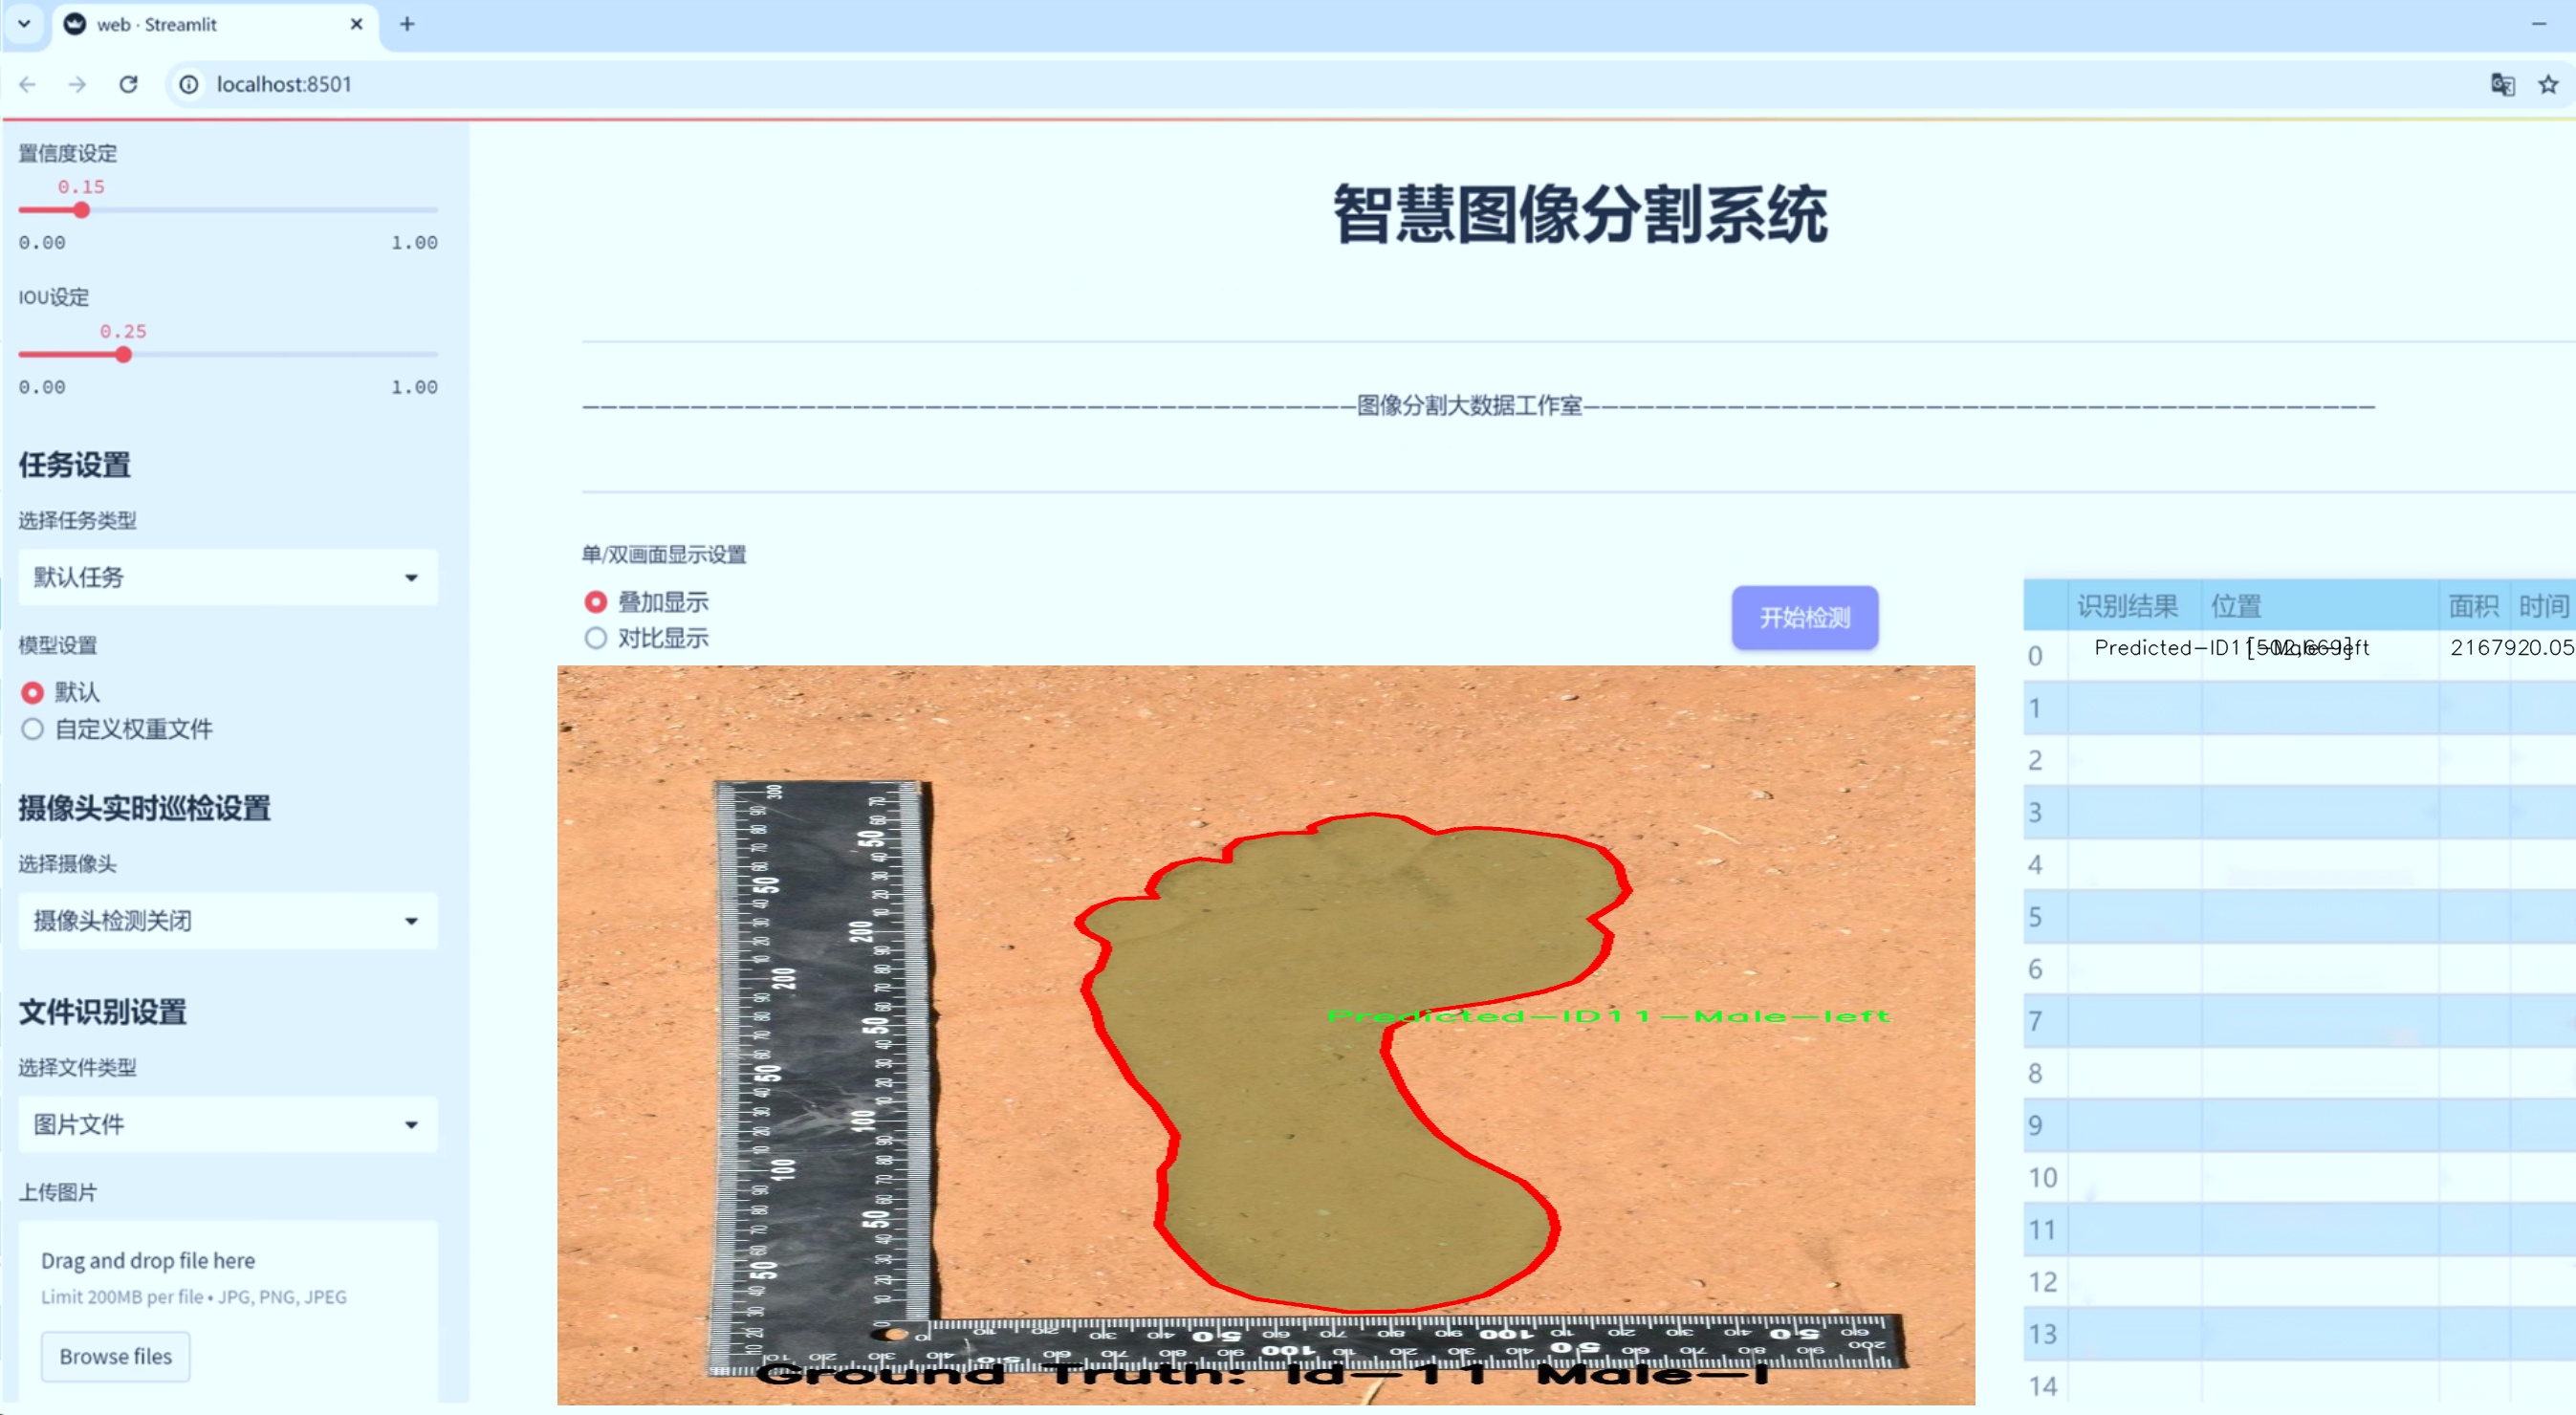 web · Streamlit
localhost:8501
置信度设定
0.15
0.00 1.00
IOU设定
0.25
0.00 1.00
任务设置
选择任务类型
默认任务
模型设置
默认
自定义权重文件
摄像头实时巡检设置
选择摄像头
摄像头检测关闭
文件识别设置
选择文件类型
图片文件
上传图片
Drag and drop file here
Limit 200MB per file • JPG, PNG, JPEG
Browse files
智慧图像分割系统
图像分割大数据工作室
单/双画面显示设置
叠加显示
对比显示
开始检测
Predicted-ID11-Male-left
Ground Truth: Id-11 Male-l
识别结果 位置 面积 时间
0 Predicted-ID11-Male-left [502,669] 2167920.05
1
2
3
4
5
6
7
8
9
10
11
12
13
14